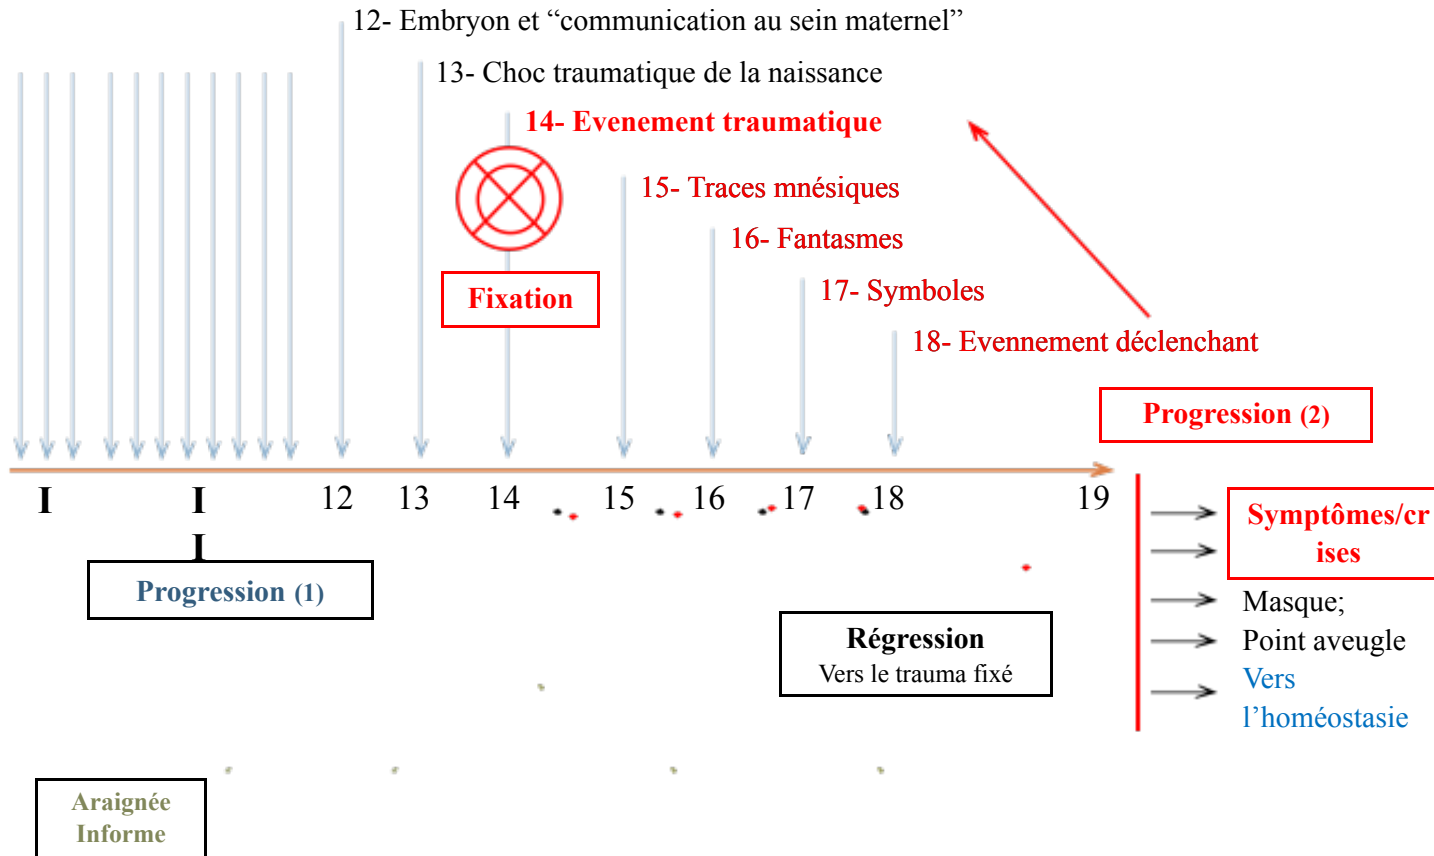 12- Embryon et “communication au sein maternel”
13- Choc traumatique de la naissance
14- Evenement traumatique
15- Traces mnésiques
16- Fantasmes
Fixation
17- Symboles
18- Evennement déclenchant
Progression (2)
I
I
12
13
14
15
16
17
18
19
I
Symptômes/cr
ises
Progression (1)
Masque;
Régression
Point aveugle
Vers le trauma fixé
Vers
l’homéostasie
Araignée
Informe